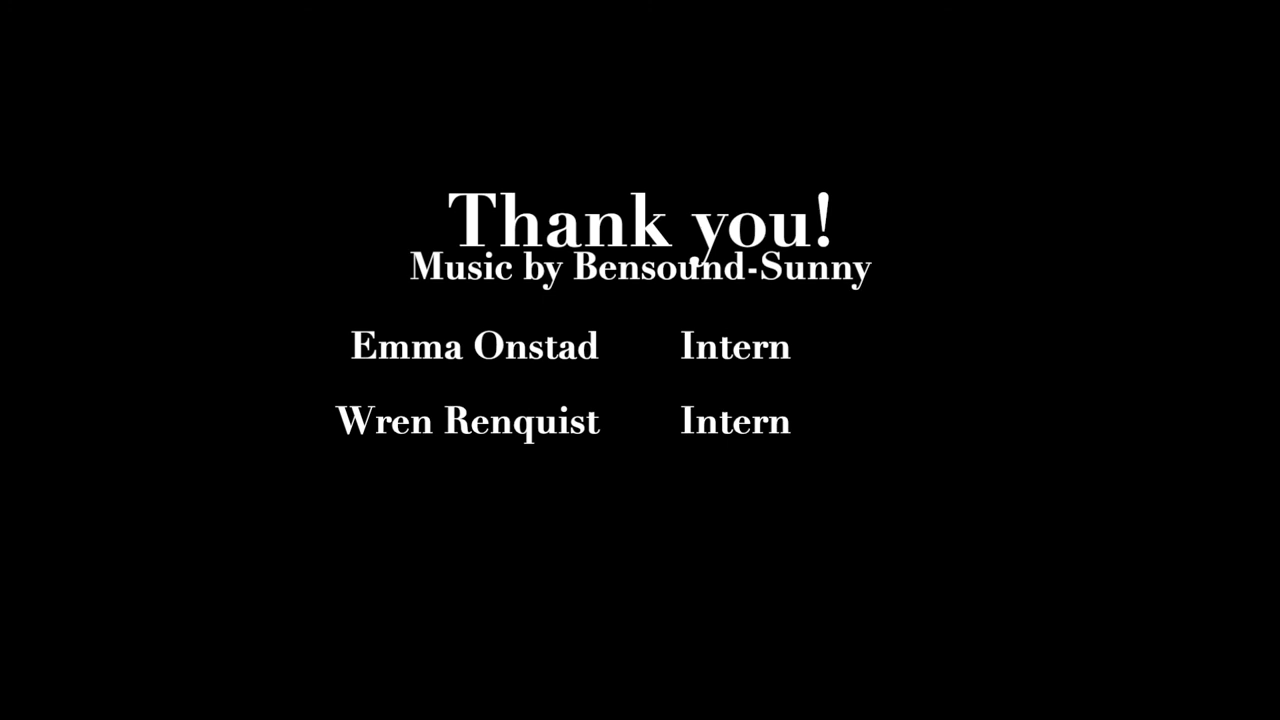 Thank you!
Music by Bensound-Sunny
Emma Onstad Intern
Wren Renquist Intern